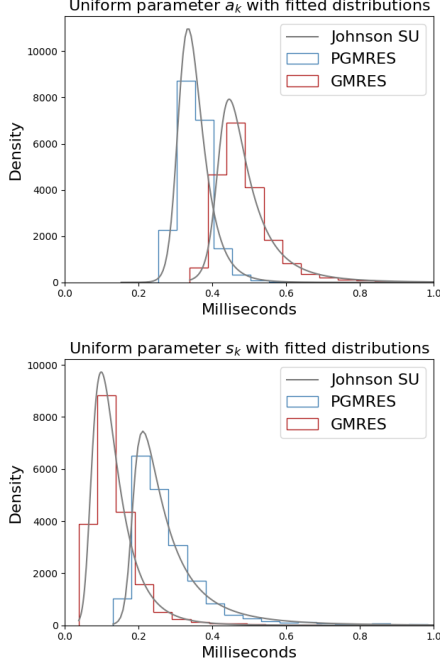 Uniform parameter a_k with fitted distributions
Johnson SU
PGMRES
GMRES
Density
10000
8000
6000
4000
2000
0
0.0 0.2 0.4 0.6 0.8 1.0
Milliseconds
Uniform parameter s_k with fitted distributions
Johnson SU
PGMRES
GMRES
Density
10000
8000
6000
4000
2000
0
0.0 0.2 0.4 0.6 0.8 1.0
Milliseconds